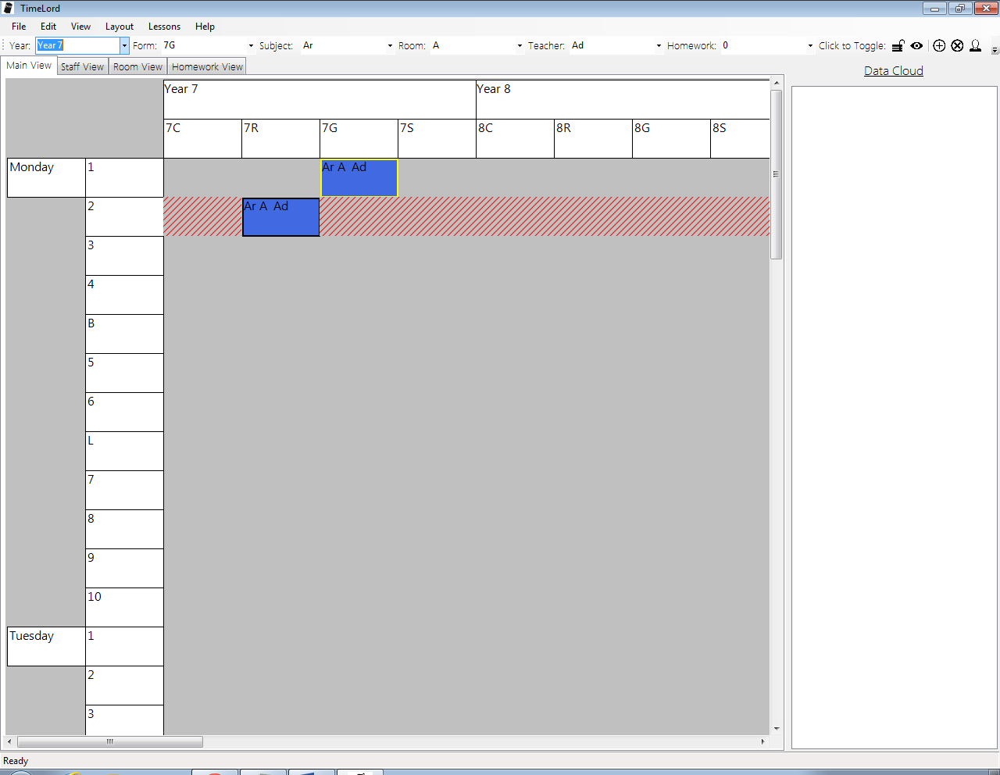 TimeLord
File Edit View Layout Lessons Help
Year: Year 7 Form: 7G Subject: Ar Room: A Teacher: Ad Homework: 0 Click to Toggle:
Main View Staff View Room View Homework View
Data Cloud
Year 7 Year 8
7C 7R 7G 7S 8C 8R 8G 8S
Monday 1 Ar A Ad
2 Ar A Ad
3
4
B
5
6
L
7
8
9
10
Tuesday 1
2
3
Ready